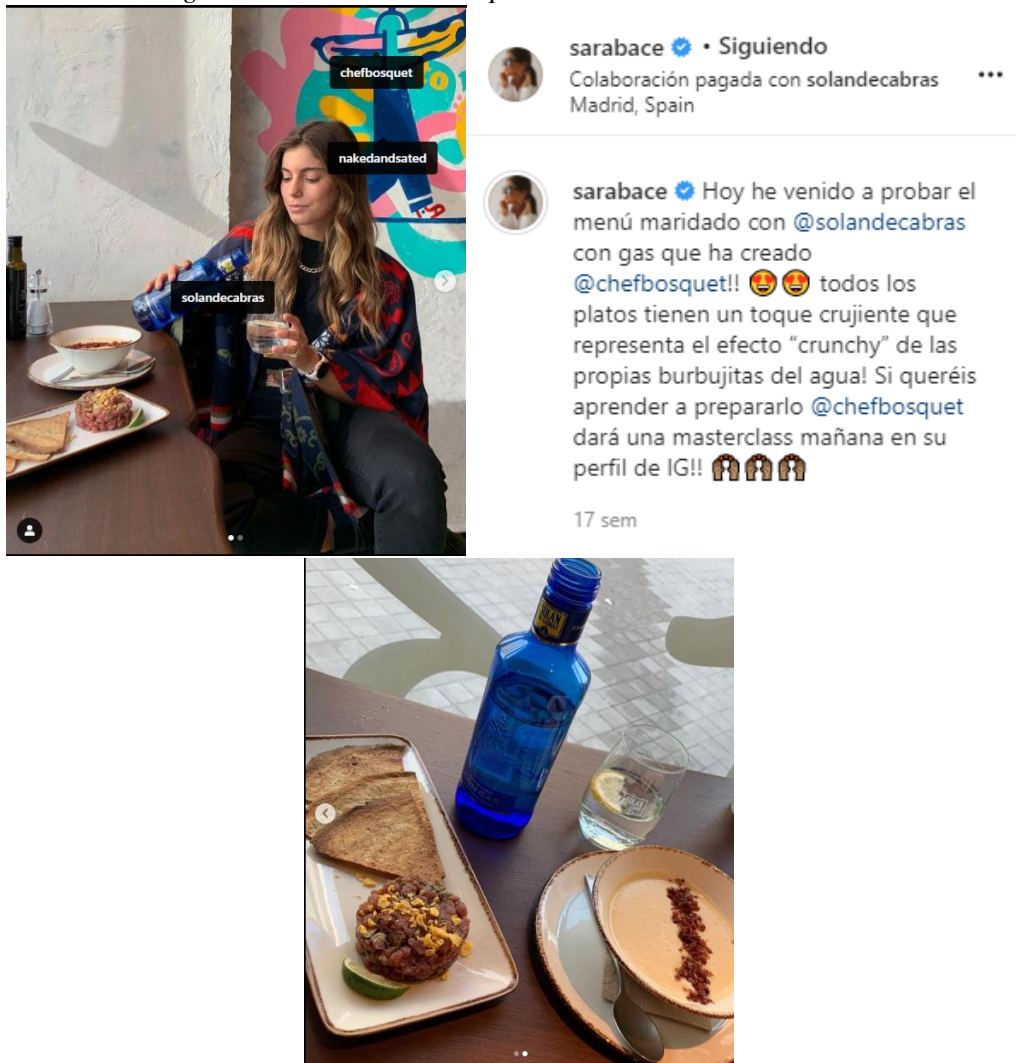 chefbosquet
nakedandsated
solandecabras
sarabace • Siguiendo
Colaboración pagada con solandecabras
Madrid, Spain
sarabace Hoy he venido a probar el
menú maridado con @solandecabras
con gas que ha creado
@chefbosquet!! 😍😍 todos los
platos tienen un toque crujiente que
representa el efecto “crunchy” de las
propias burbujitas del agua! Si queréis
aprender a prepararlo @chefbosquet
dará una masterclass mañana en su
perfil de IG!! 🙌🏾🙌🏾🙌🏾
17 sem
SOLAN